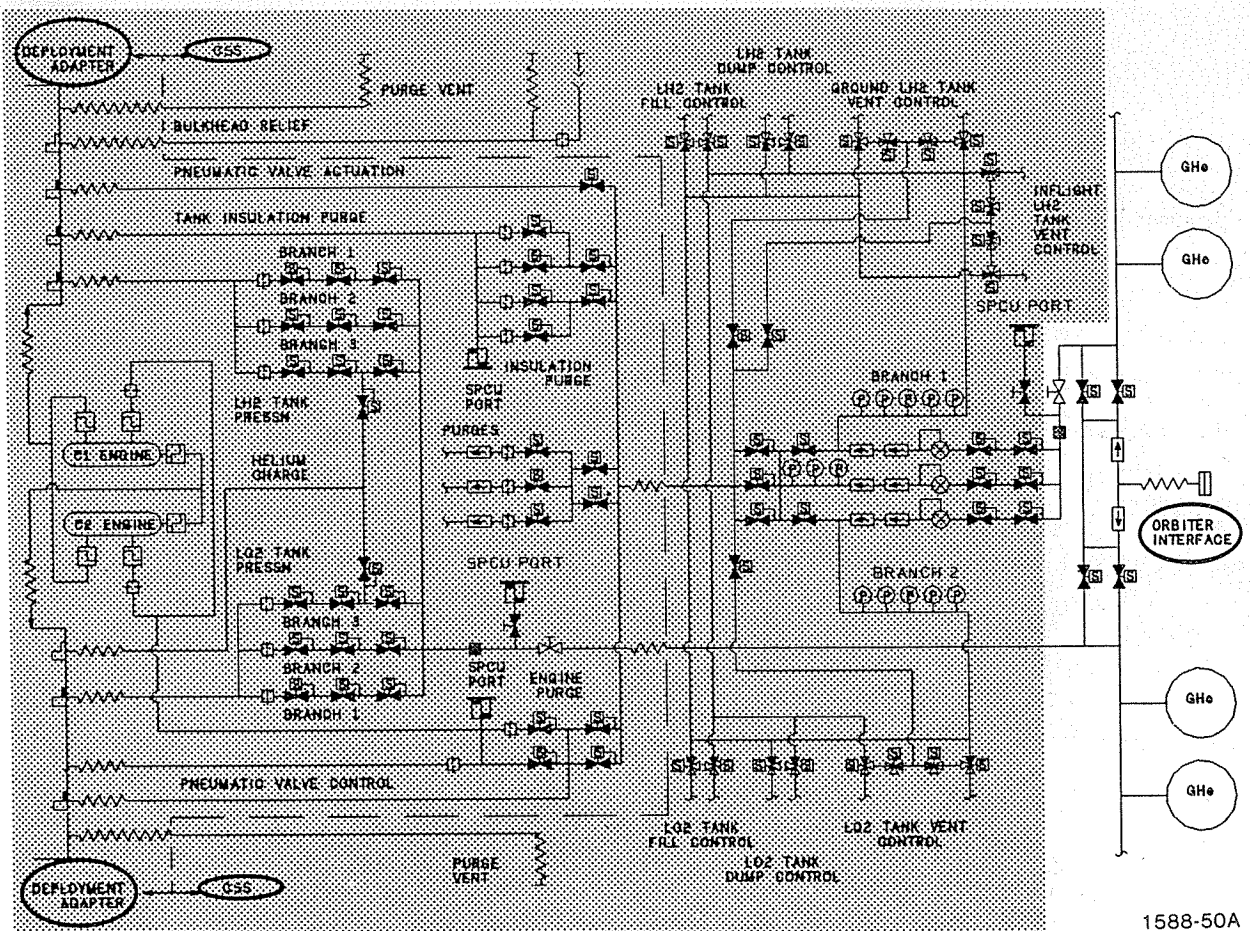 DEPLOYMENT
ADAPTER
CSS
PURGE VENT
BULKHEAD RELIEF
PNEUMATIC VALVE ACTUATION
TANK INSULATION PURGE
BRANCH 1
BRANCH 2
BRANCH 3
LH2 TANK
PRESSN
SPCU
PORT
INSULATION
PURGE
PURGES
C1 ENGINE
HELIUM
CHARGE
C2 ENGINE
LO2 TANK
PRESSN
SPCU PORT
BRANCH 3
BRANCH 2
BRANCH 1
SPCU
PORT
ENGINE
PURGE
PNEUMATIC VALVE CONTROL
PURGE
VENT
DEPLOYMENT
ADAPTER
CSS
LH2 TANK
DUMP CONTROL
LH2 TANK
FILL CONTROL
GROUND LH2 TANK
VENT CONTROL
INFLIGHT
LH2
TANK
VENT
CONTROL
SPCU PORT
BRANCH 1
P P P P P
P P P
BRANCH 2
P P P P P
LO2 TANK
FILL CONTROL
LO2 TANK
DUMP CONTROL
LO2 TANK VENT
CONTROL
GHe
GHe
ORBITER
INTERFACE
GHe
GHe
1588-50A